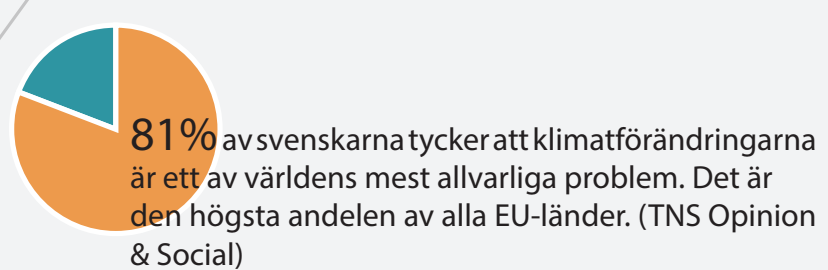 81% av svenskarna tycker att klimatförändringarna
är ett av världens mest allvarliga problem. Det är
den högsta andelen av alla EU-länder. (TNS Opinion
& Social)